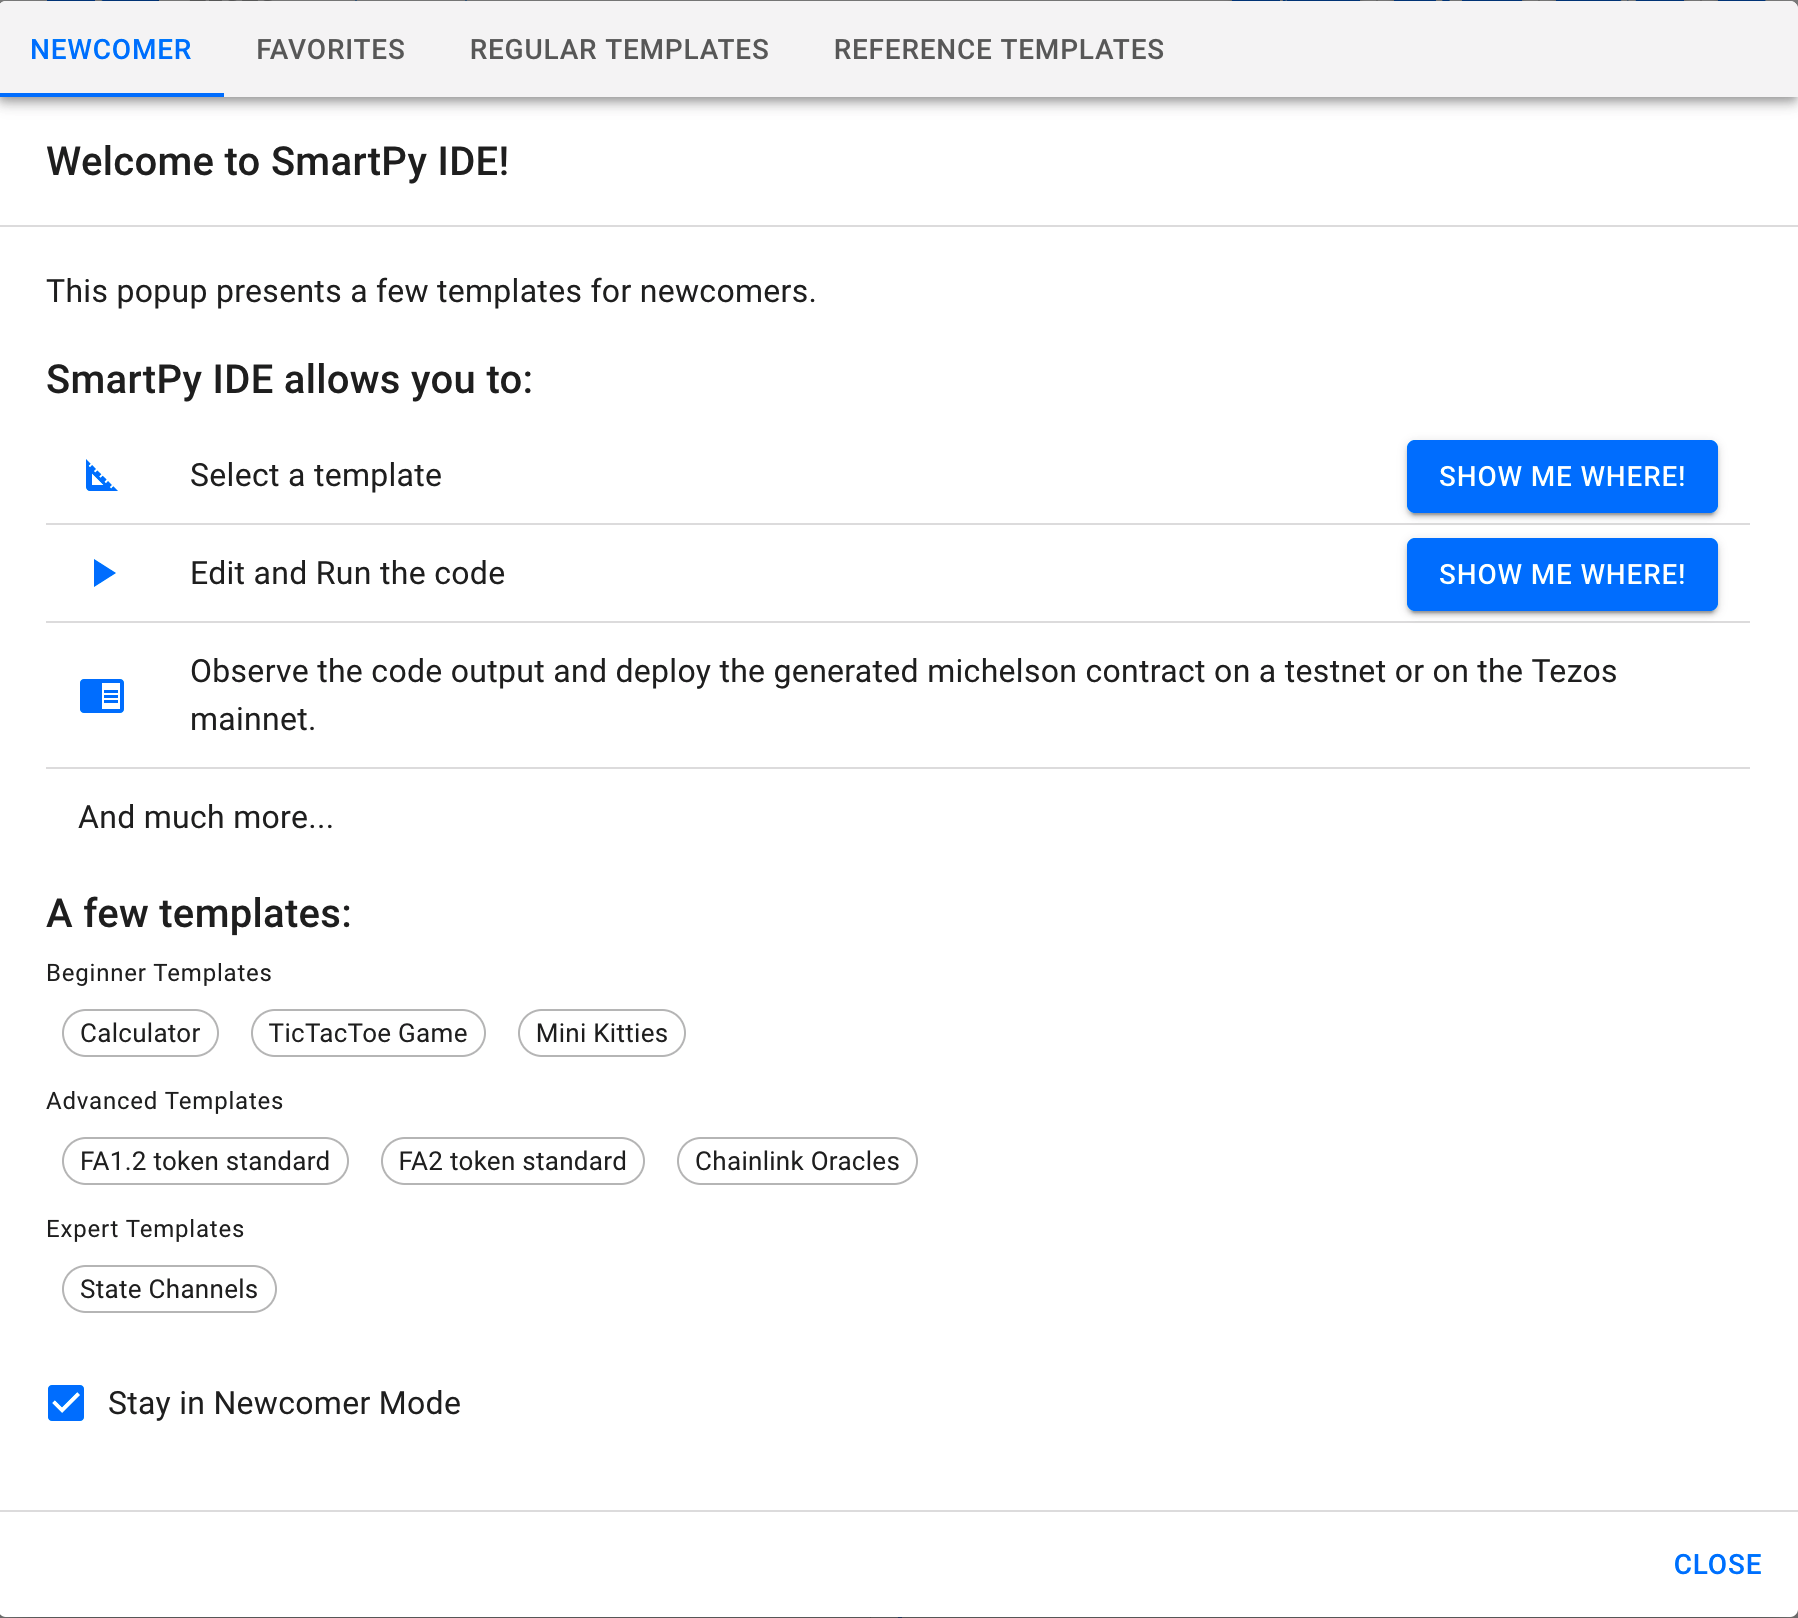 NEWCOMER FAVORITES REGULAR TEMPLATES REFERENCE TEMPLATES
Welcome to SmartPy IDE!
This popup presents a few templates for newcomers.
SmartPy IDE allows you to:
Select a template SHOW ME WHERE!
Edit and Run the code SHOW ME WHERE!
Observe the code output and deploy the generated michelson contract on a testnet or on the Tezos
mainnet.
And much more...
A few templates:
Beginner Templates
Calculator TicTacToe Game Mini Kitties
Advanced Templates
FA1.2 token standard FA2 token standard Chainlink Oracles
Expert Templates
State Channels
Stay in Newcomer Mode
CLOSE